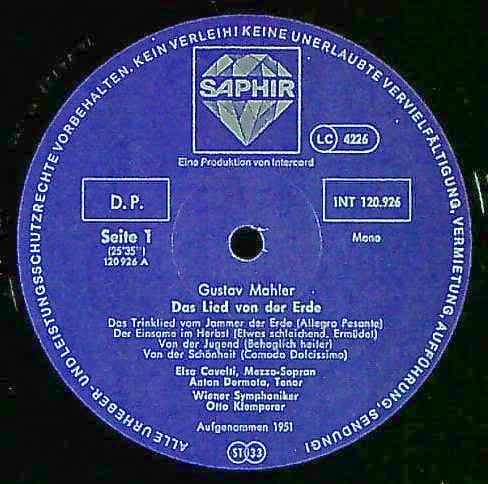 ALLE URHEBER- UND LEISTUNGSSCHUTZRECHTE VORBEHALTEN. KEIN VERLEIH! KEINE UNERLAUBTE VERVIELFÄLTIGUNG, VERMIETUNG, AUFFÜHRUNG, SENDUNG!
SAPHIR
LC 4226
Eine Produktion von Intercord
D. P.
INT 120.926
Seite 1
(25'35'')
120 926 A
Mono
Gustav Mahler
Das Lied von der Erde
Das Trinklied vom Jammer der Erde (Allegro Pesante)
Der Einsame im Herbst (Etwas schleichend. Ermüdet)
Von der Jugend (Behaglich heiter)
Von der Schönheit (Comodo Dolcissimo)
Elsa Cavelti, Mezzo-Sopran
Anton Dermota, Tenor
Wiener Symphoniker
Otto Klemperer
Aufgenommen 1951
ST 33